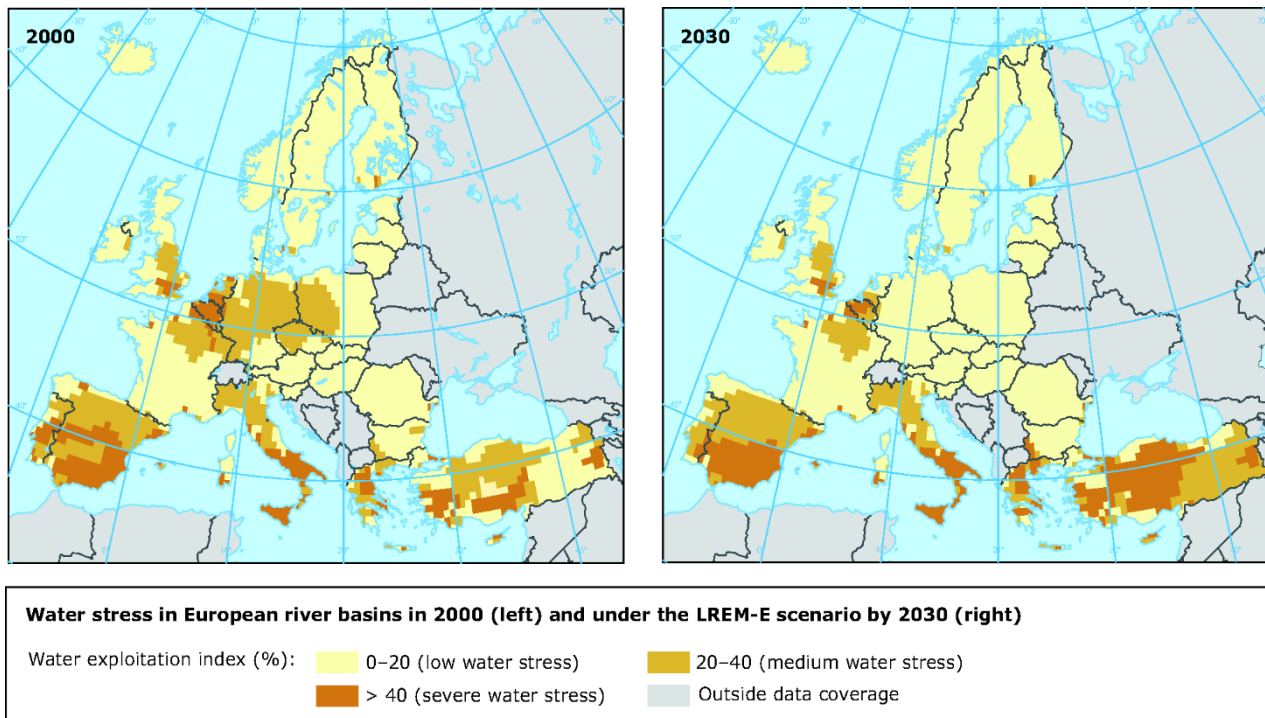 2000
2030
Water stress in European river basins in 2000 (left) and under the LREM-E scenario by 2030 (right)
Water exploitation index (%):
0–20 (low water stress)
20–40 (medium water stress)
> 40 (severe water stress)
Outside data coverage